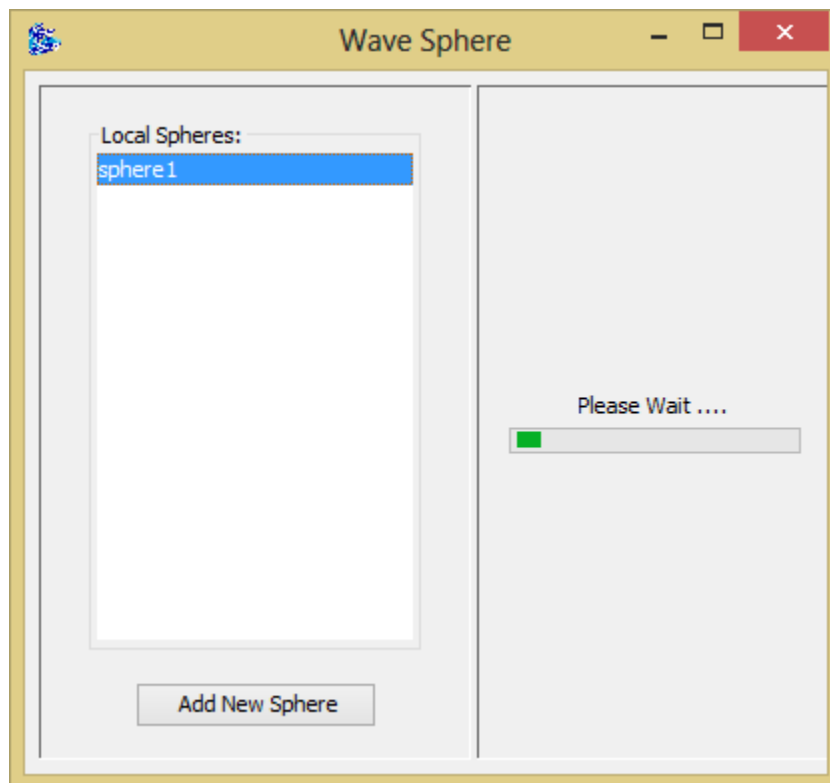 Wave Sphere
Local Spheres:
sphere1
Please Wait ....
Add New Sphere